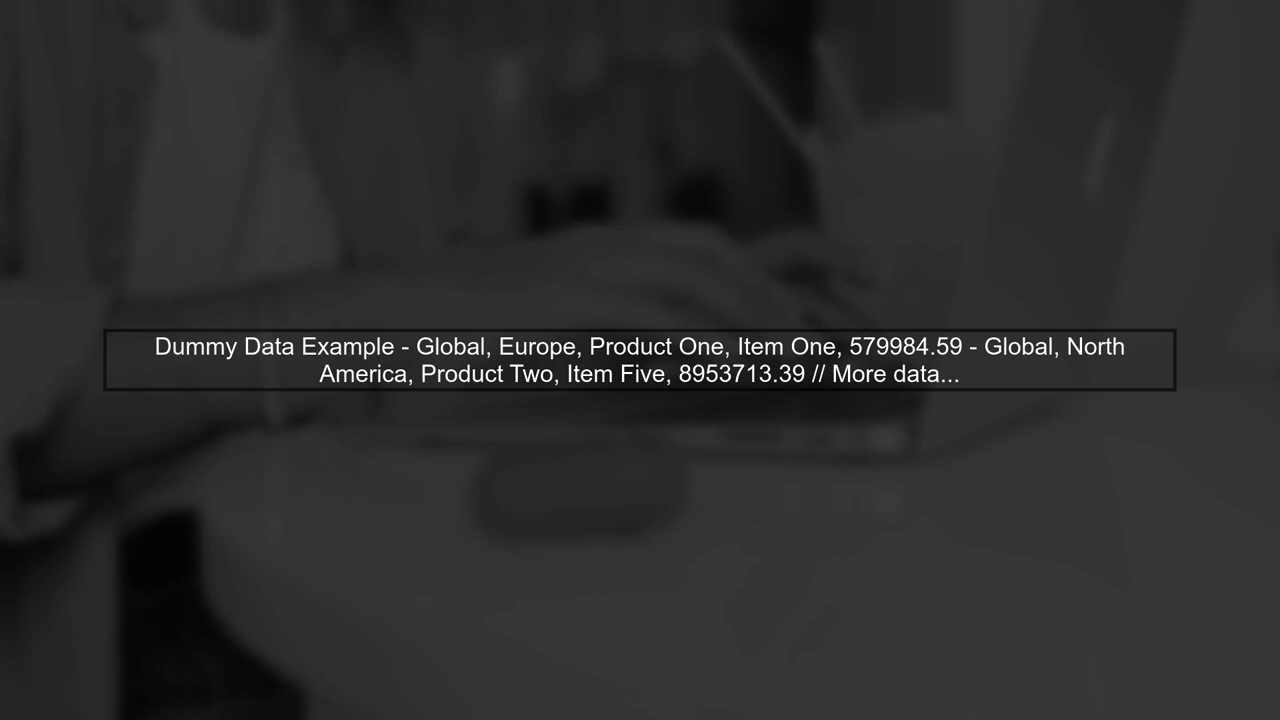 Dummy Data Example - Global, Europe, Product One, Item One, 579984.59 - Global, North
America, Product Two, Item Five, 8953713.39 // More data...